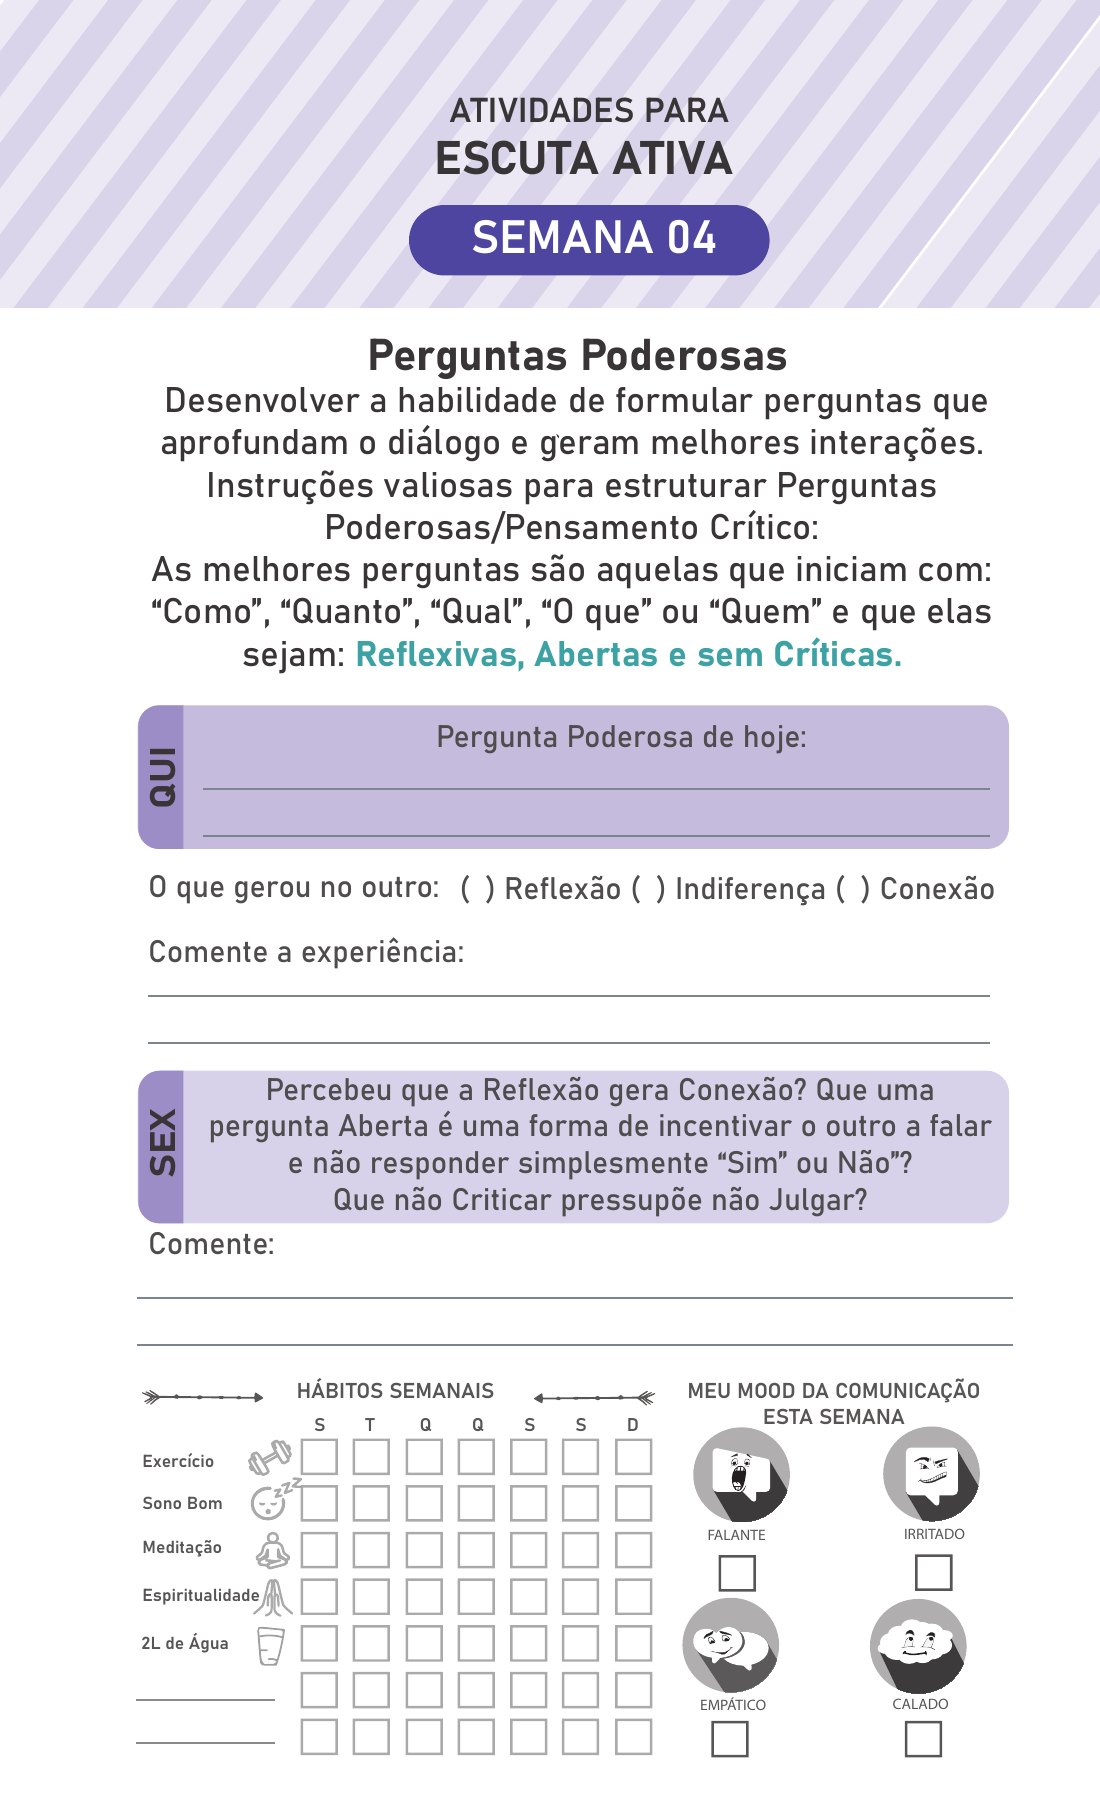 ATIVIDADES PARA
ESCUTA ATIVA
SEMANA 04
Perguntas Poderosas
Desenvolver a habilidade de formular perguntas que
aprofundam o diálogo e geram melhores interações.
Instruções valiosas para estruturar Perguntas
Poderosas/Pensamento Crítico:
As melhores perguntas são aquelas que iniciam com:
“Como”, “Quanto”, “Qual”, “O que” ou “Quem” e que elas
sejam: Reflexivas, Abertas e sem Críticas.
QUI
Pergunta Poderosa de hoje:
O que gerou no outro: ( ) Reflexão ( ) Indiferença ( ) Conexão
Comente a experiência:
SEX
Percebeu que a Reflexão gera Conexão? Que uma
pergunta Aberta é uma forma de incentivar o outro a falar
e não responder simplesmente “Sim” ou Não”?
Que não Criticar pressupõe não Julgar?
Comente:
HÁBITOS SEMANAIS
S T Q Q S S D
Exercício
Sono Bom
Meditação
Espiritualidade
2L de Água
MEU MOOD DA COMUNICAÇÃO
ESTA SEMANA
FALANTE
IRRITADO
EMPÁTICO
CALADO